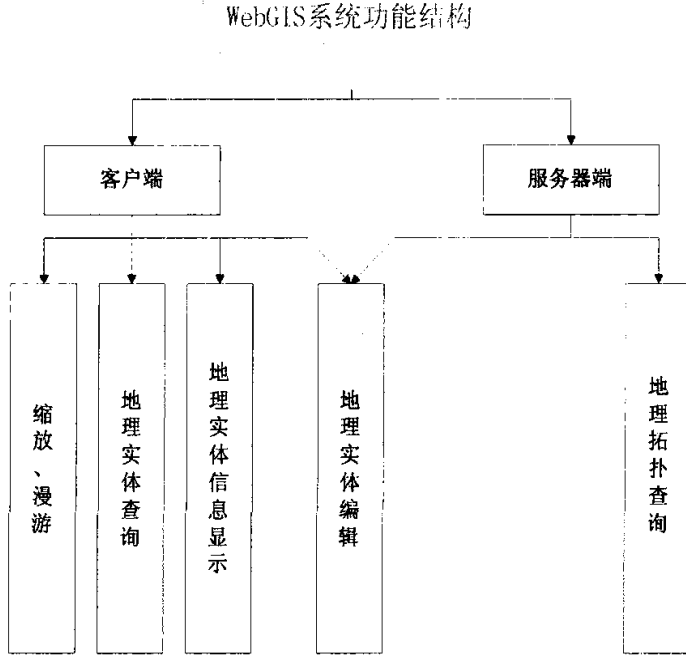 WebGIS系统功能结构
客户端
服务器端
缩放、漫游
地理实体查询
地理实体信息显示
地理实体编辑
地理拓扑查询